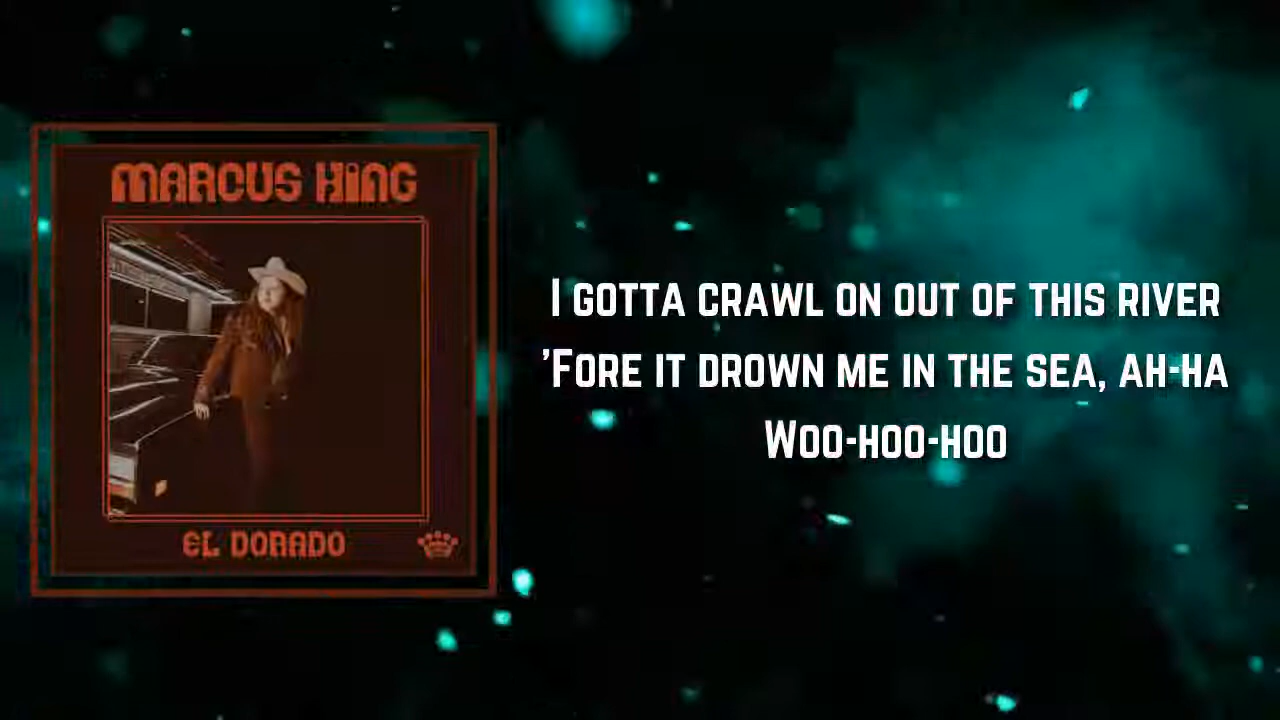 MARCUS KING
EL DORADO
I GOTTA CRAWL ON OUT OF THIS RIVER
'FORE IT DROWN ME IN THE SEA, AH-HA
WOO-HOO-HOO